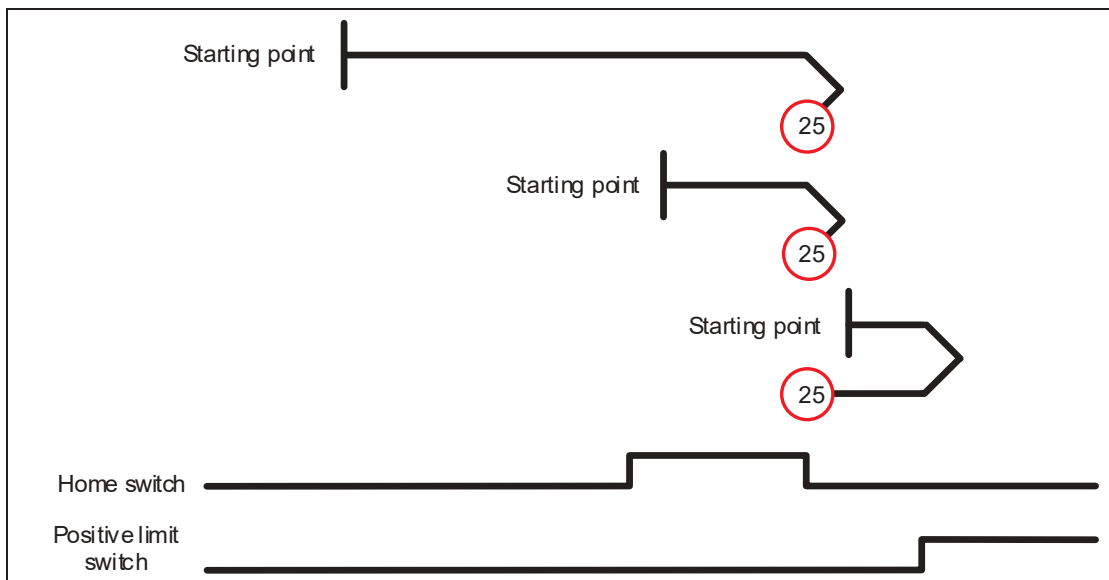 Starting point
25
Starting point
25
Starting point
25
Home switch
Positive limit
switch